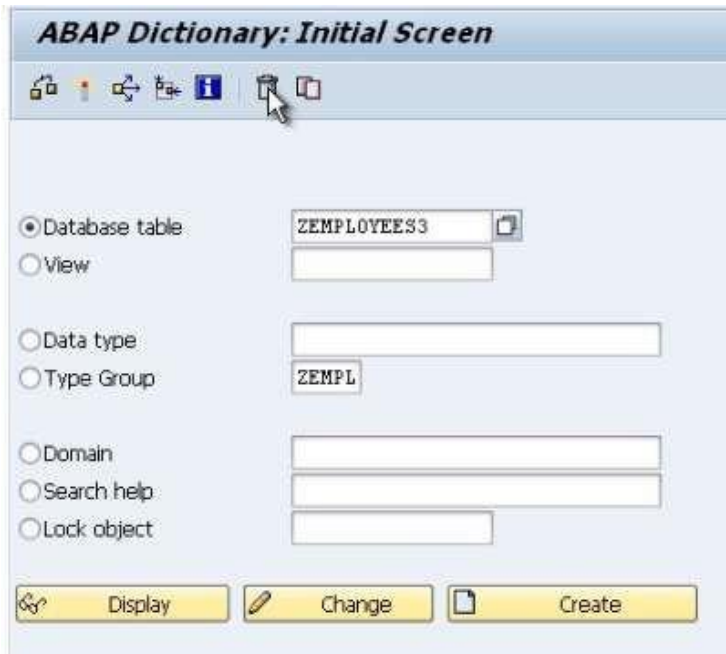 ABAP Dictionary: Initial Screen
Database table ZEMPLOYEES3
View
Data type
Type Group ZEMPL
Domain
Search help
Lock object
Display Change Create